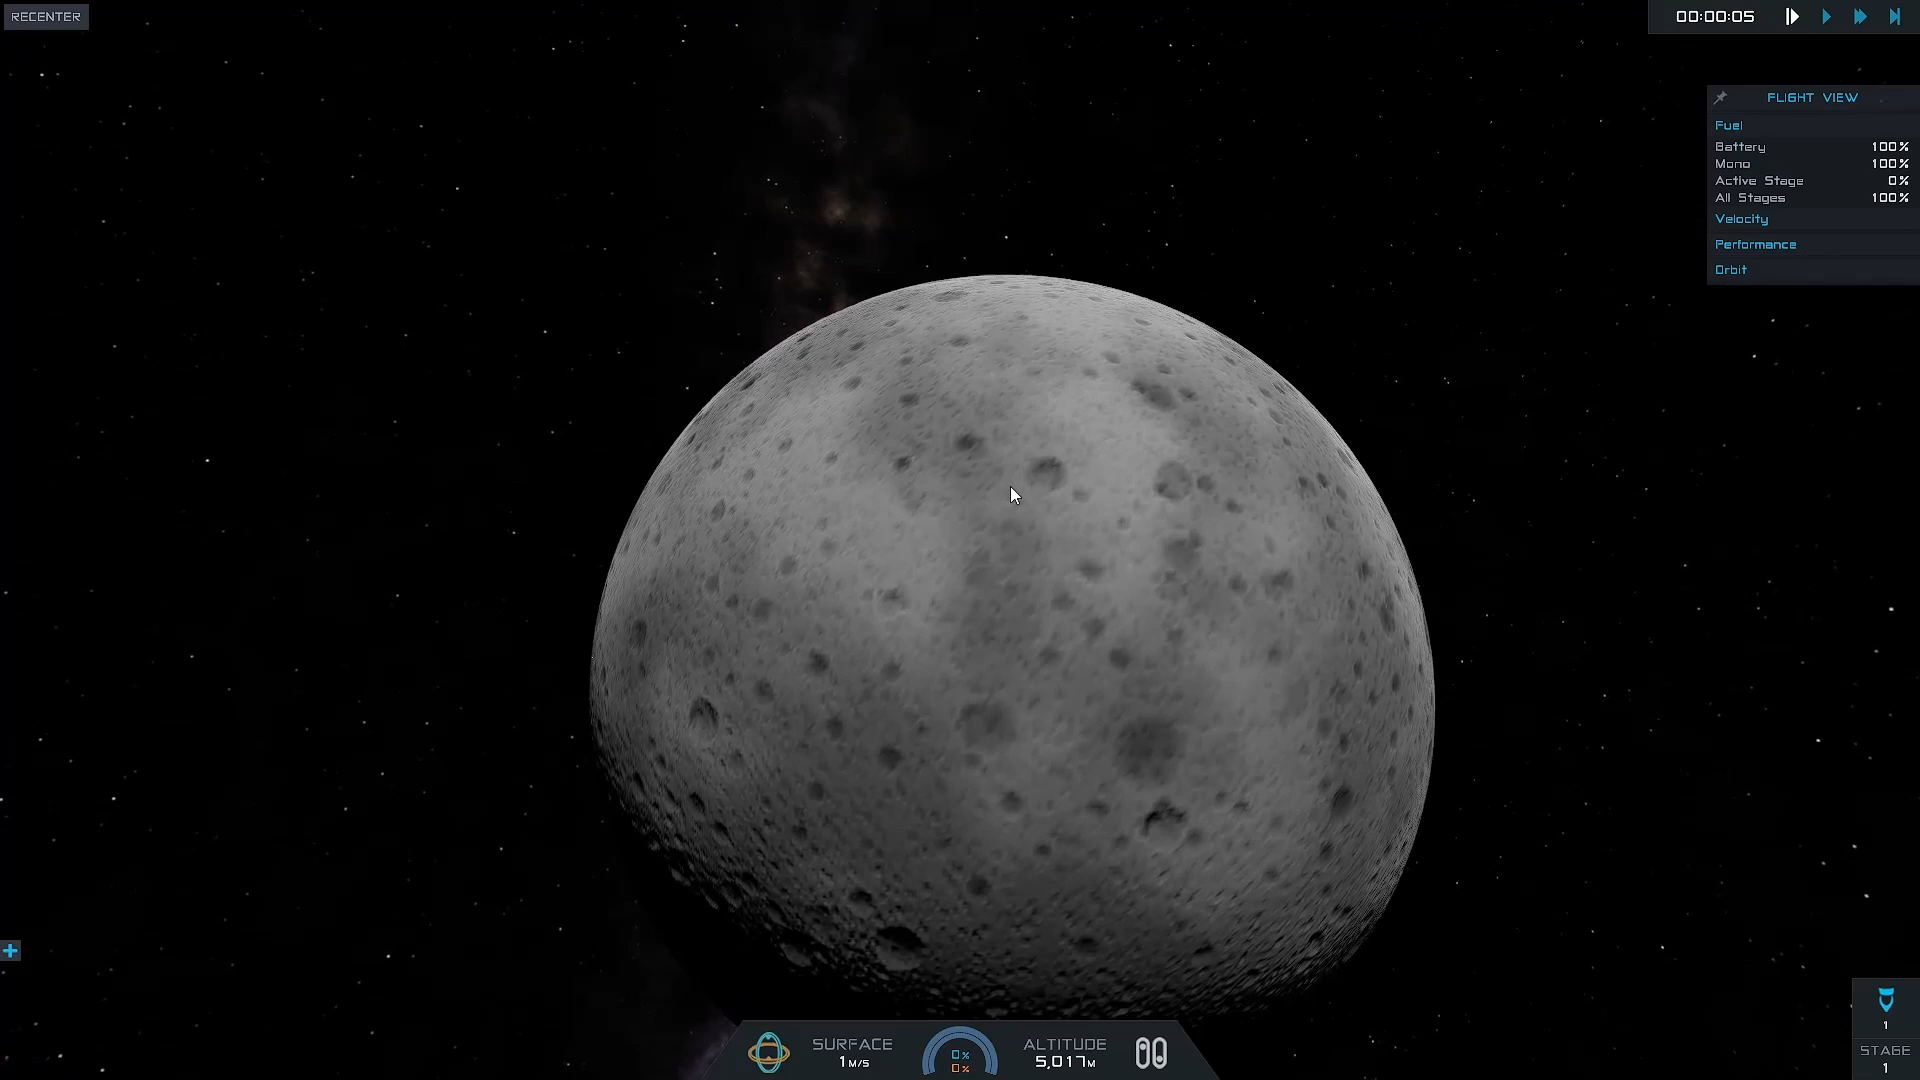 RECENTER
00:00:05
FLIGHT VIEW
Fuel
Battery 100%
Mono 100%
Active Stage 0%
All Stages 100%
Velocity
Performance
Orbit
SURFACE
1M/S
0%
0%
ALTITUDE
5,017M
1
STAGE
1